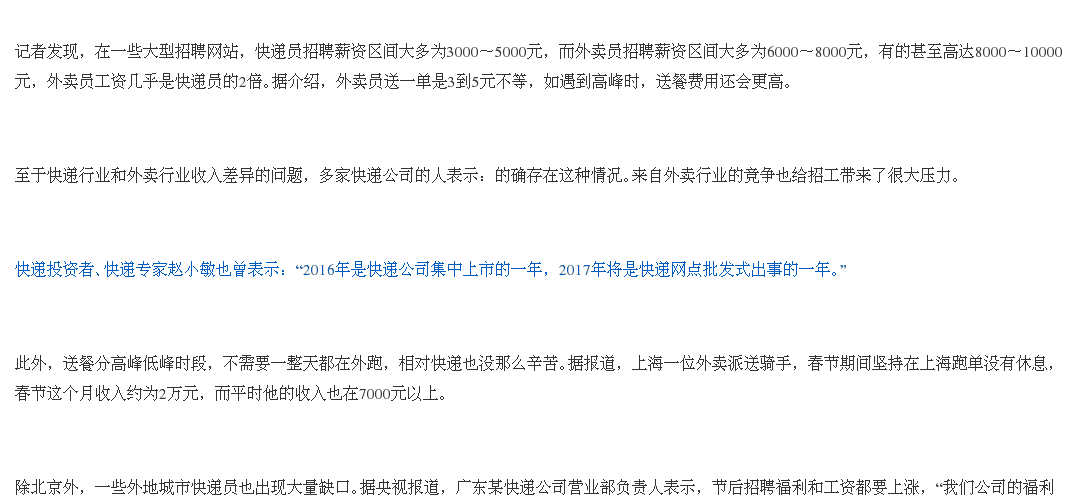 记者发现，在一些大型招聘网站，快递员招聘薪资区间大多为3000～5000元，而外卖员招聘薪资区间大多为6000～8000元，有的甚至高达8000～10000
元，外卖员工资几乎是快递员的2倍。据介绍，外卖员送一单是3到5元不等，如遇到高峰时，送餐费用还会更高。
至于快递行业和外卖行业收入差异的问题，多家快递公司的人表示：的确存在这种情况。来自外卖行业的竞争也给招工带来了很大压力。
快递投资者、快递专家赵小敏也曾表示：“2016年是快递公司集中上市的一年，2017年将是快递网点批发式出事的一年。”
此外，送餐分高峰低峰时段，不需要一整天都在外跑，相对快递也没那么辛苦。据报道，上海一位外卖派送骑手，春节期间坚持在上海跑单没有休息，
春节这个月收入约为2万元，而平时他的收入也在7000元以上。
除北京外，一些外地城市快递员也出现大量缺口。据央视报道，广东某快递公司营业部负责人表示，节后招聘福利和工资都要上涨，“我们公司的福利